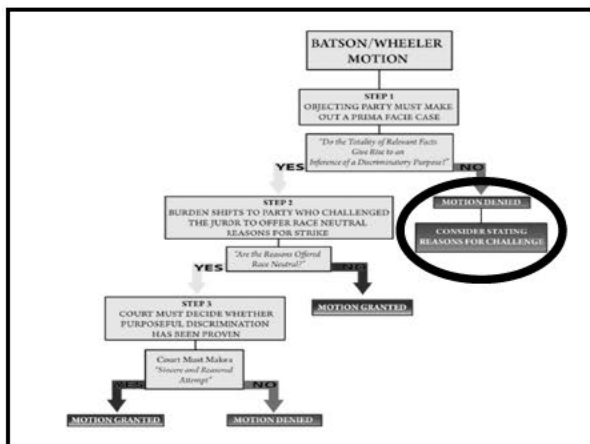 BATSON/WHEELER
MOTION
STEP 1
OBJECTING PARTY MUST MAKE
OUT A PRIMA FACIE CASE
"Do the Totality of Relevant Facts
Give Rise to an
Inference of a Discriminatory Purpose?"
YES
NO
MOTION DENIED
CONSIDER STATING
REASONS FOR CHALLENGE
STEP 2
BURDEN SHIFTS TO PARTY WHO CHALLENGED
THE JUROR TO OFFER RACE NEUTRAL
REASONS FOR STRIKE
"Are the Reasons Offered
Race Neutral?"
YES
NO
MOTION GRANTED
STEP 3
COURT MUST DECIDE WHETHER
PURPOSEFUL DISCRIMINATION
HAS BEEN PROVEN
Court Must Make a
"Sincere and Reasoned
Attempt"
YES
NO
MOTION GRANTED
MOTION DENIED